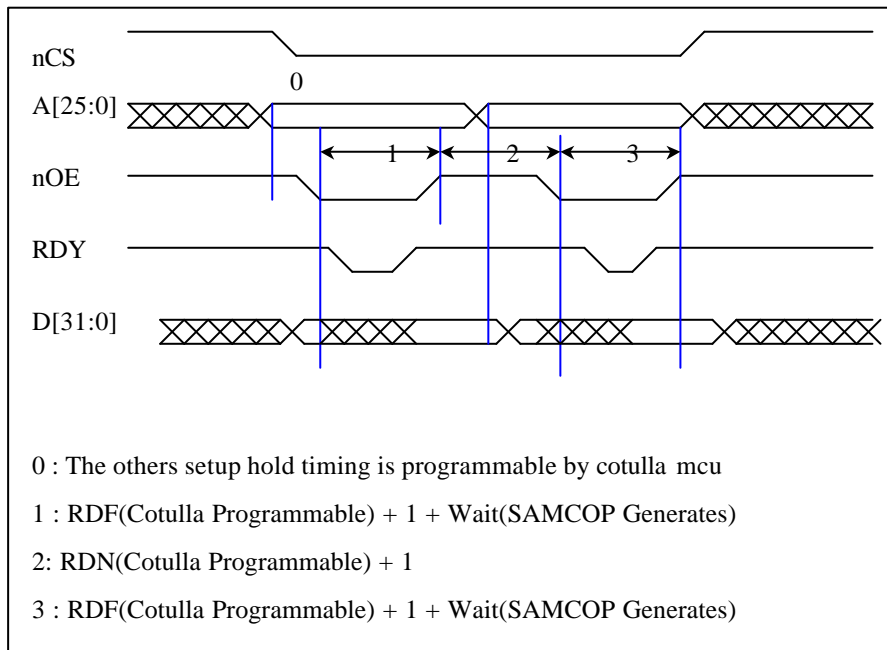 nCS
0
A[25:0]
1 2 3
nOE
RDY
D[31:0]
0 : The others setup hold timing is programmable by cotulla mcu
1 : RDF(Cotulla Programmable) + 1 + Wait(SAMCOP Generates)
2: RDN(Cotulla Programmable) + 1
3 : RDF(Cotulla Programmable) + 1 + Wait(SAMCOP Generates)